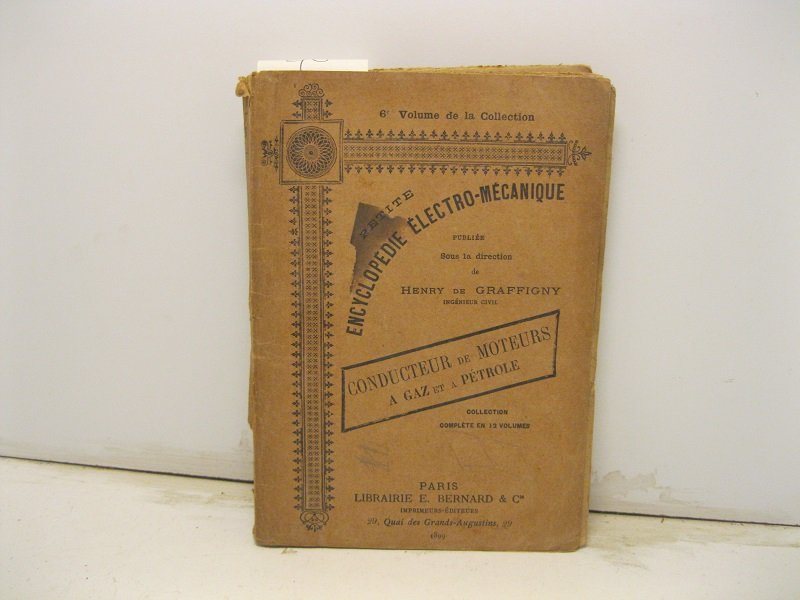 6e Volume de la Collection
PETITE
ENCYCLOPÉDIE ÉLECTRO-MÉCANIQUE
PUBLIÉE
Sous la direction
de
HENRY DE GRAFFIGNY
INGÉNIEUR CIVIL
CONDUCTEUR DE MOTEURS
A GAZ ET A PÉTROLE
COLLECTION
COMPLÈTE EN 12 VOLUMES
PARIS
LIBRAIRIE E. BERNARD & Cie
IMPRIMEURS-ÉDITEURS
29, Quai des Grands-Augustins, 29
1899